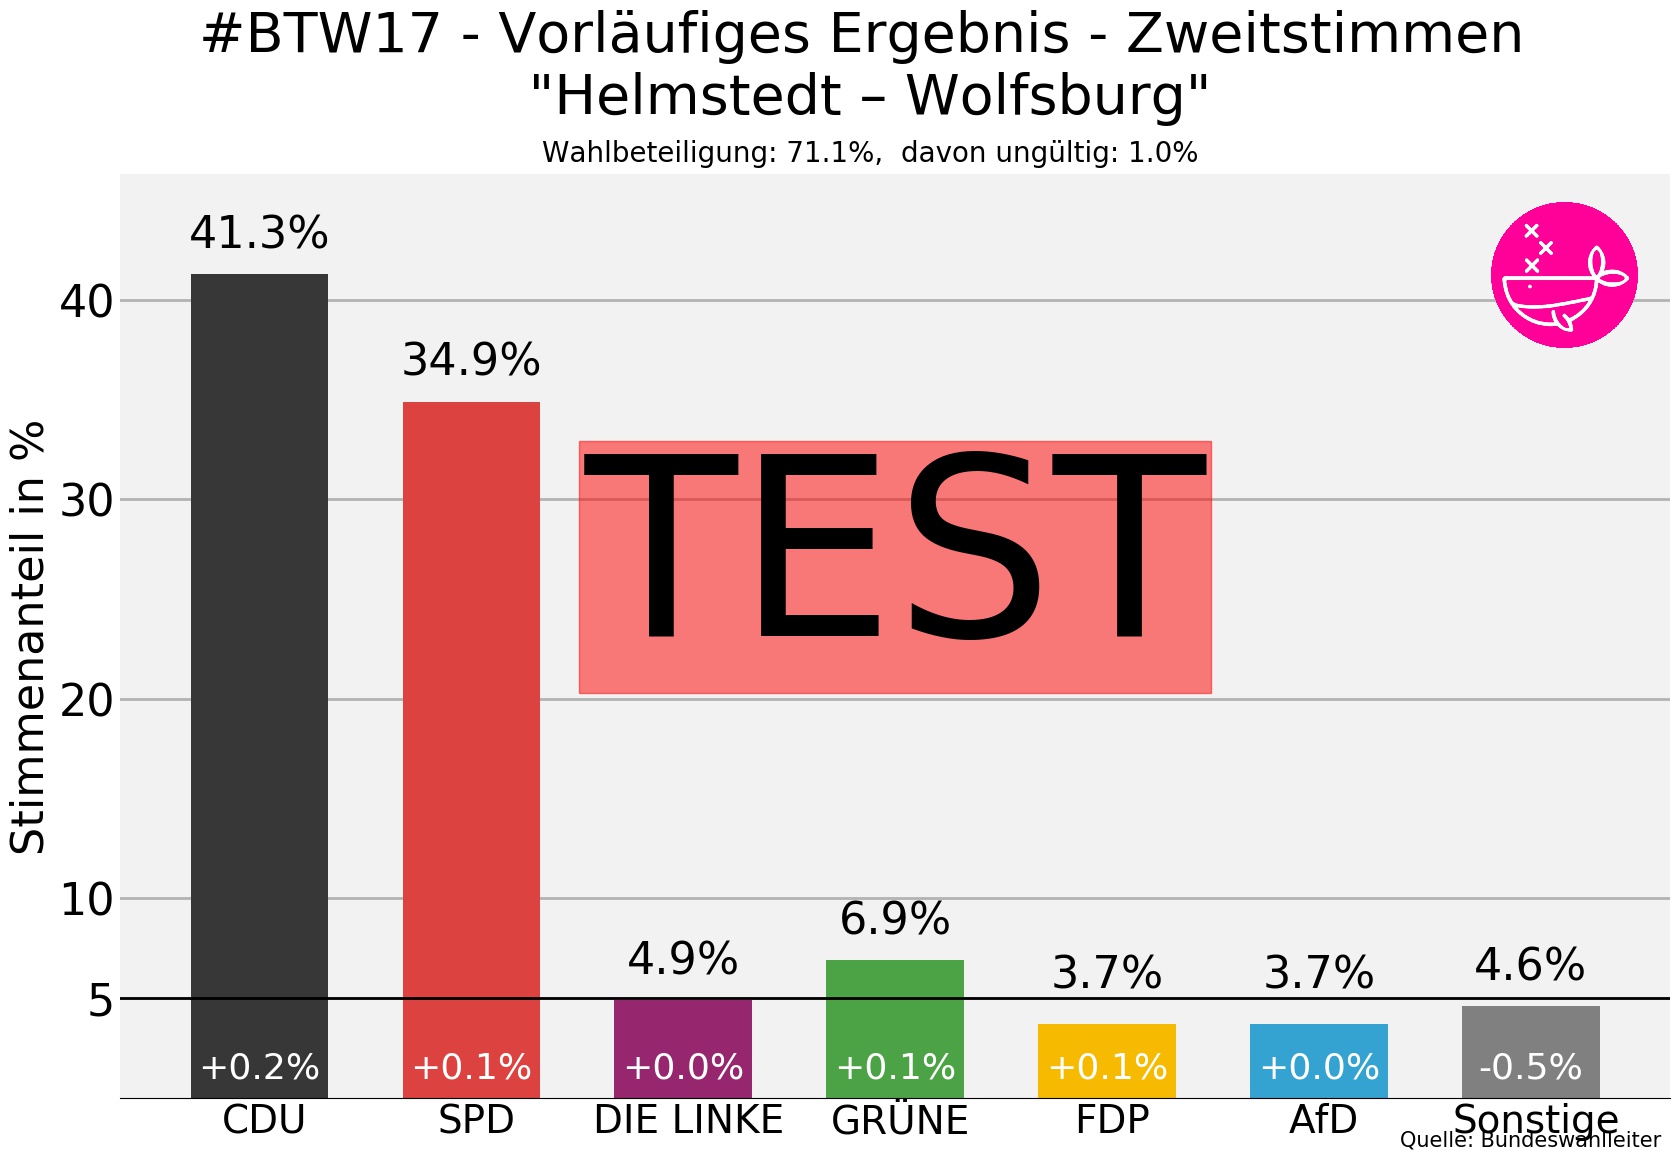 #BTW17 - Vorläufiges Ergebnis - Zweitstimmen
"Helmstedt – Wolfsburg"
Wahlbeteiligung: 71.1%,  davon ungültig: 1.0%
Stimmenanteil in %
40
30
20
10
5
41.3%
34.9%
4.9%
6.9%
3.7%
3.7%
4.6%
TEST
+0.2%
+0.1%
+0.0%
+0.1%
+0.1%
+0.0%
-0.5%
CDU
SPD
DIE LINKE
GRÜNE
FDP
AfD
Sonstige
Quelle: Bundeswahlleiter